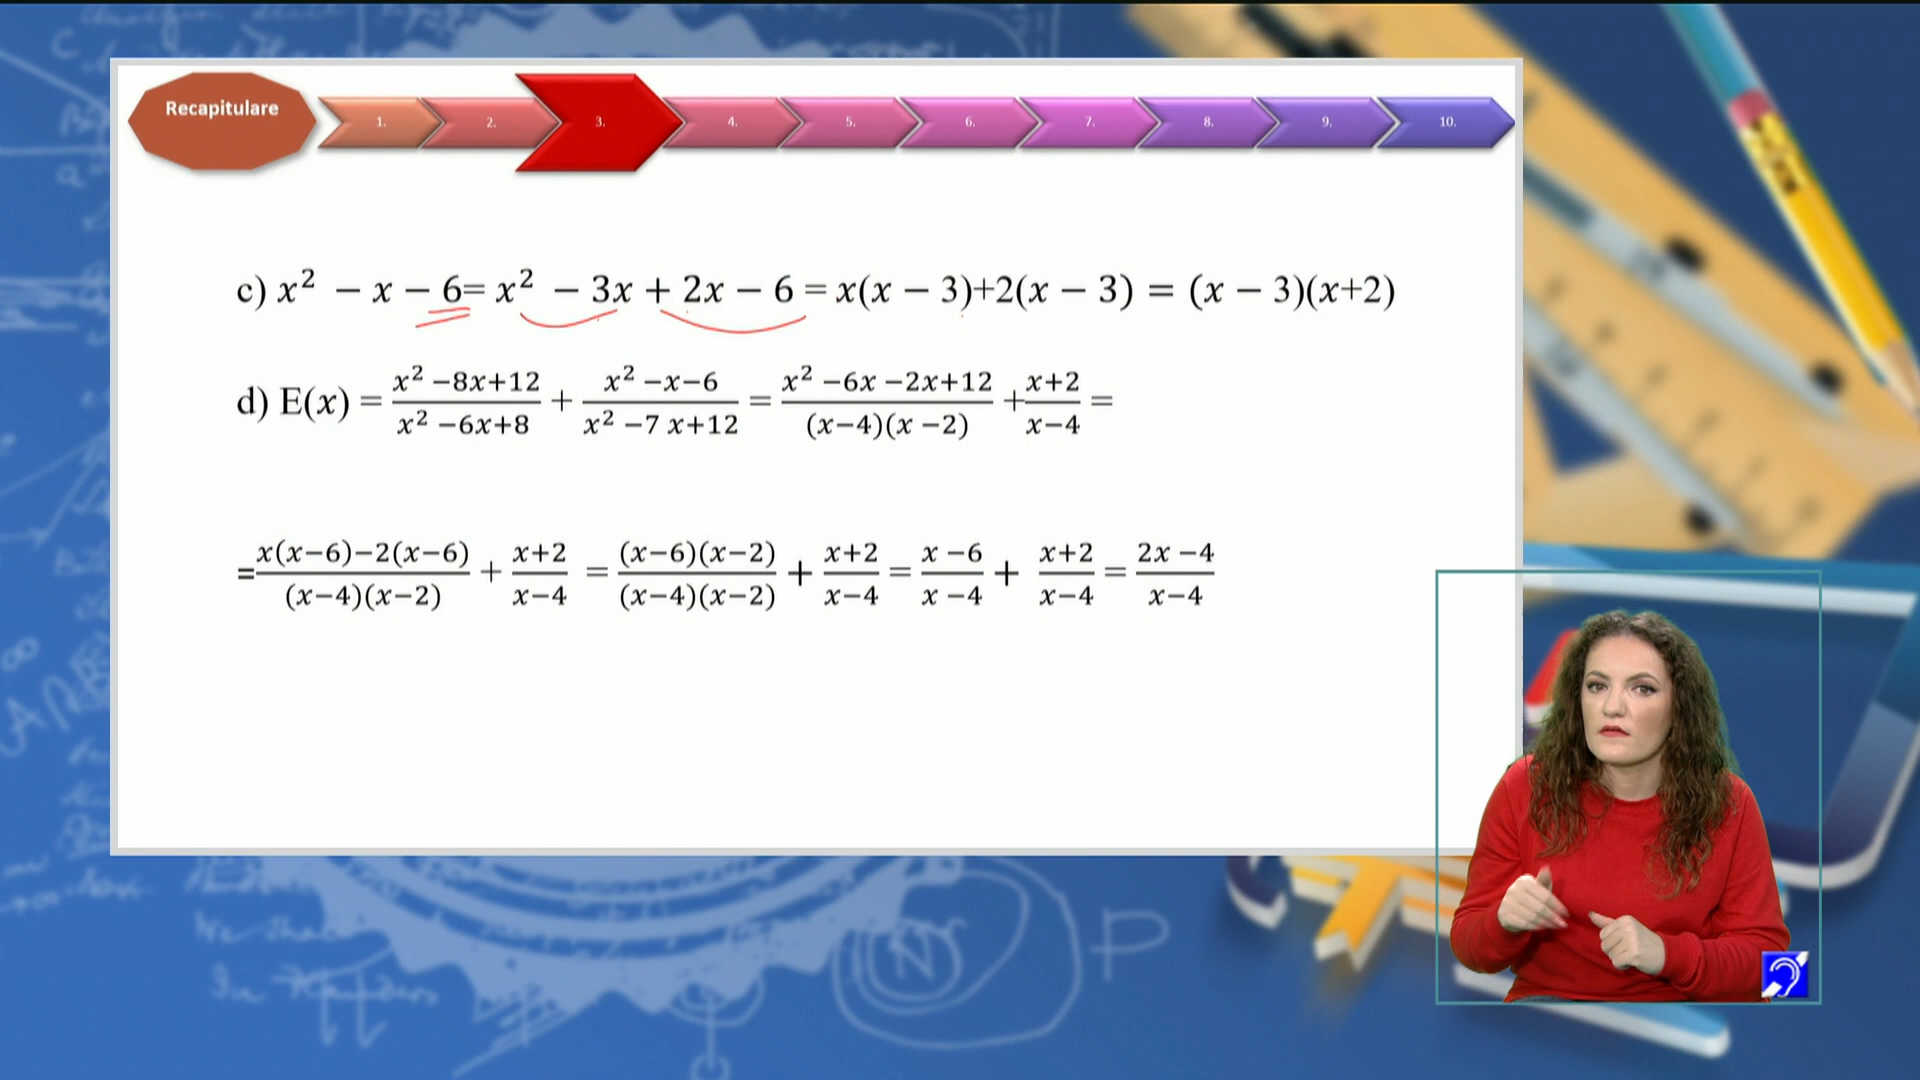 Recapitulare 1. 2. 3. 4. 5. 6. 7. 8. 9. 10.
c) x² − x − 6= x² − 3x + 2x − 6 = x(x − 3)+2(x − 3) = (x − 3)(x+2)
d) E(x) = (x² −8x+12)/(x² −6x+8) + (x² −x−6)/(x² −7 x+12) = (x² −6x −2x+12)/((x−4)(x −2)) + (x+2)/(x−4) =
= (x(x−6)−2(x−6))/((x−4)(x−2)) + (x+2)/(x−4) = ((x−6)(x−2))/((x−4)(x−2)) + (x+2)/(x−4) = (x −6)/(x −4) + (x+2)/(x−4) = (2x −4)/(x−4)
N
P